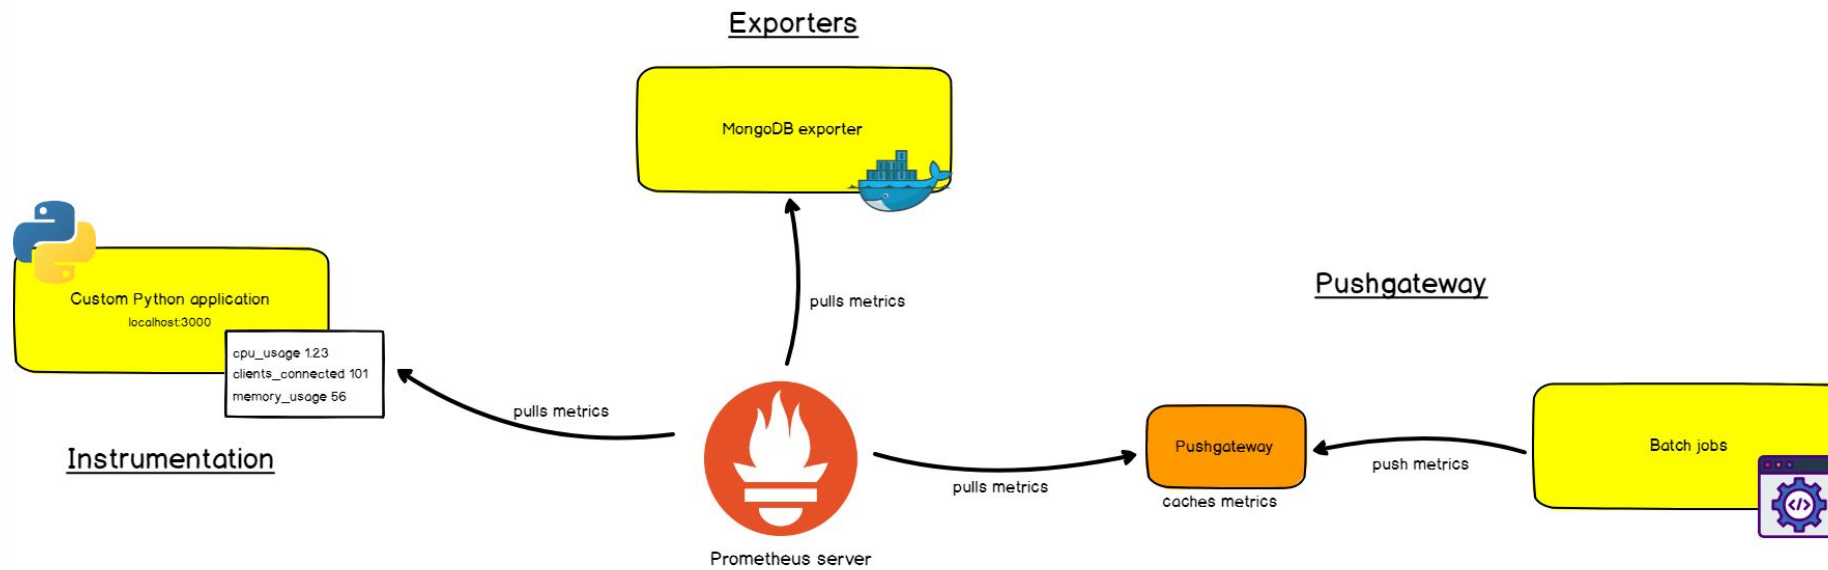 Exporters
MongoDB exporter
Custom Python application
localhost:3000
cpu_usage 1.23
clients_connected 101
memory_usage 56
Instrumentation
pulls metrics
pulls metrics
Prometheus server
pulls metrics
Pushgateway
Pushgateway
caches metrics
push metrics
Batch jobs